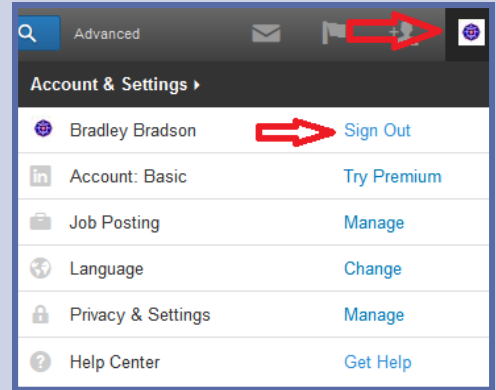 Advanced
Account & Settings
Bradley Bradson Sign Out
in Account: Basic Try Premium
Job Posting Manage
Language Change
Privacy & Settings Manage
? Help Center Get Help